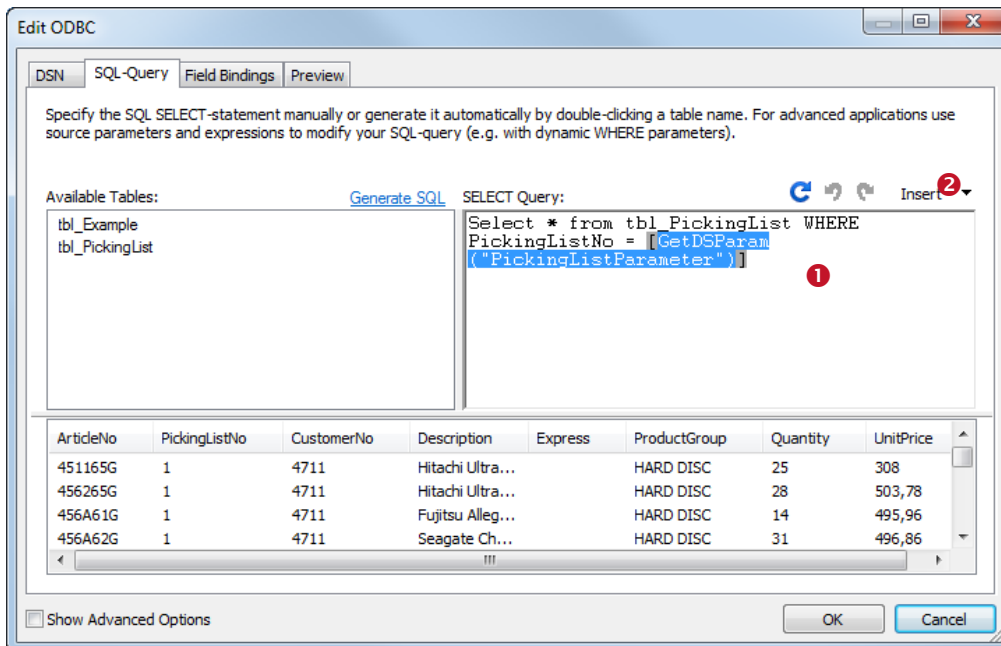 Edit ODBC
DSN SQL-Query Field Bindings Preview
Specify the SQL SELECT-statement manually or generate it automatically by double-clicking a table name. For advanced applications use
source parameters and expressions to modify your SQL-query (e.g. with dynamic WHERE parameters).
Available Tables: Generate SQL SELECT Query: Insert 2
tbl_Example
tbl_PickingList
Select * from tbl_PickingList WHERE
PickingListNo = [GetDSParam
("PickingListParameter")]
1
ArticleNo PickingListNo CustomerNo Description Express ProductGroup Quantity UnitPrice
451165G 1 4711 Hitachi Ultra... HARD DISC 25 308
456265G 1 4711 Hitachi Ultra... HARD DISC 28 503,78
456A61G 1 4711 Fujitsu Alleg... HARD DISC 14 495,96
456A62G 1 4711 Seagate Ch... HARD DISC 31 496,86
Show Advanced Options OK Cancel